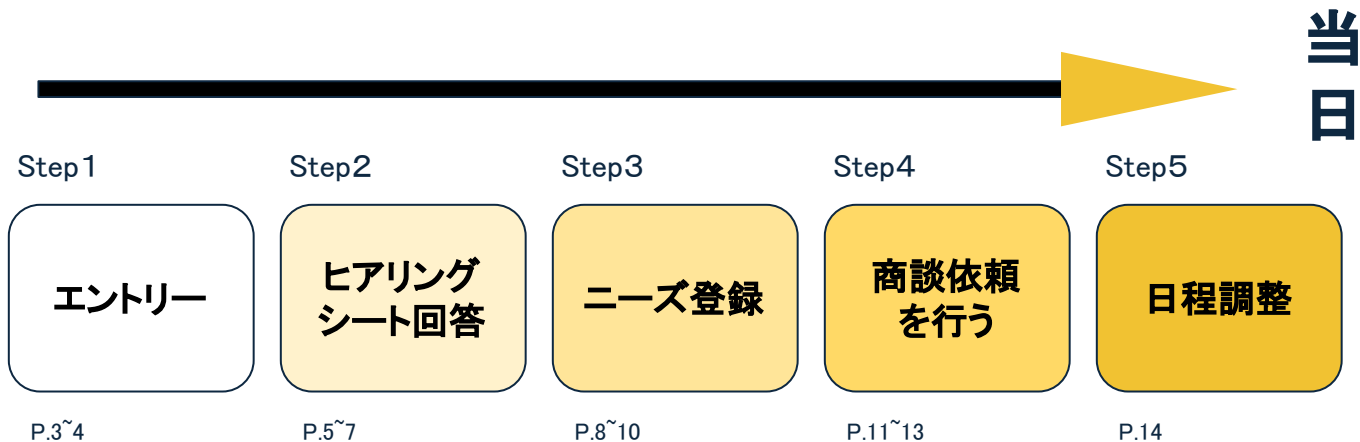 当
日
Step1
Step2
Step3
Step4
Step5
エントリー
ヒアリング
シート回答
ニーズ登録
商談依頼
を行う
日程調整
P.3~4
P.5~7
P.8~10
P.11~13
P.14